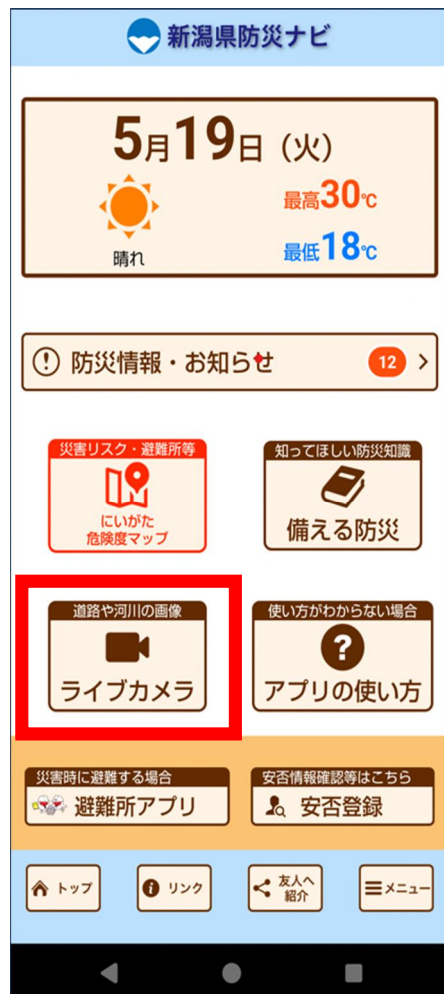 新潟県防災ナビ
5月19日（火）
晴れ
最高30℃
最低18℃
防災情報・お知らせ 12
災害リスク・避難所等
にいがた
危険度マップ
知ってほしい防災知識
備える防災
道路や河川の画像
ライブカメラ
使い方がわからない場合
アプリの使い方
災害時に避難する場合
避難所アプリ
安否情報確認等はこちら
安否登録
トップ
リンク
友人へ
紹介
メニュー